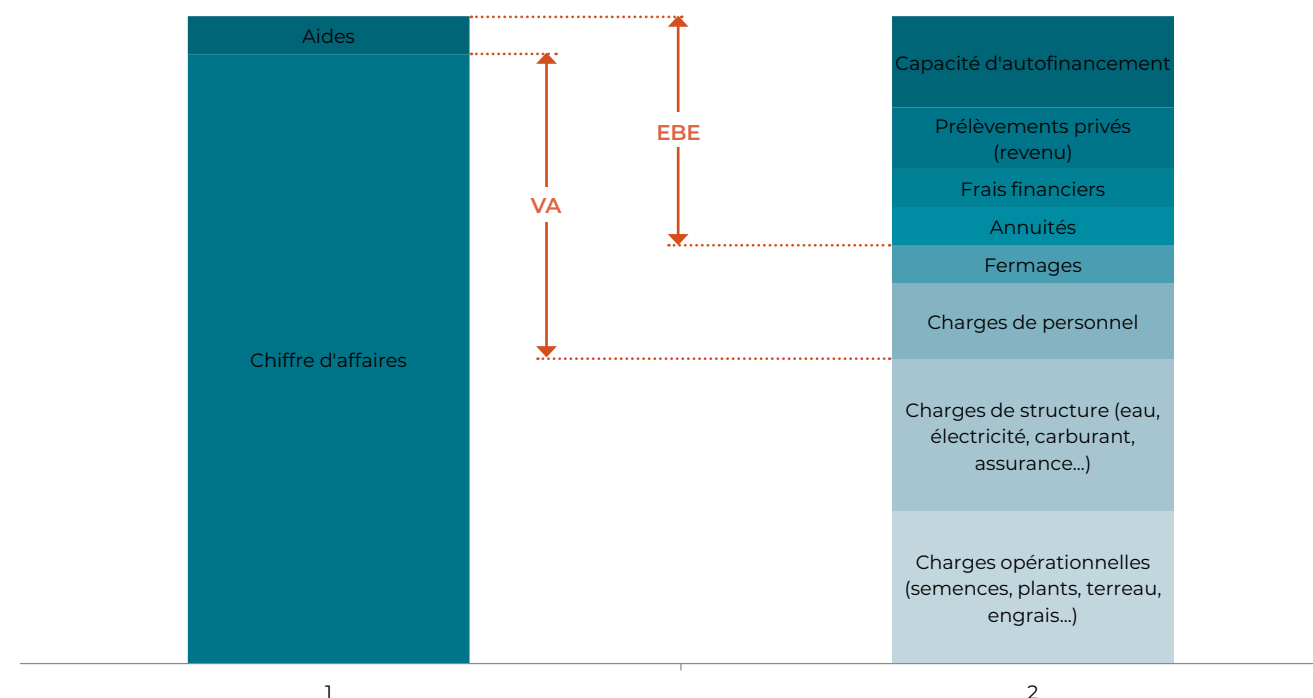 Aides
Capacité d'autofinancement
EBE
Prélèvements privés
(revenu)
Frais financiers
VA
Annuités
Fermages
Charges de personnel
Chiffre d'affaires
Charges de structure (eau,
électricité, carburant,
assurance...)
Charges opérationnelles
(semences, plants, terreau,
engrais...)
1
2